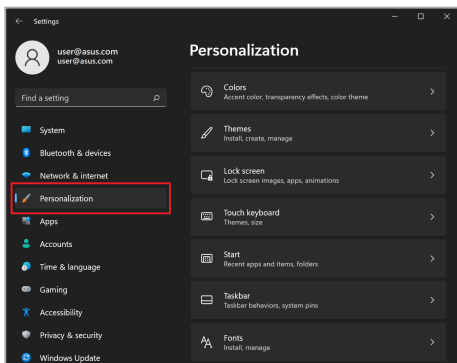 Settings
user@asus.com
user@asus.com
Find a setting
System
Bluetooth & devices
Network & internet
Personalization
Apps
Accounts
Time & language
Gaming
Accessibility
Privacy & security
Windows Update
Personalization
Colors
Accent color, transparency effects, color theme
Themes
Install, create, manage
Lock screen
Lock screen images, apps, animations
Touch keyboard
Themes, size
Start
Recent apps and items, folders
Taskbar
Taskbar behaviors, system pins
Fonts
Install, manage